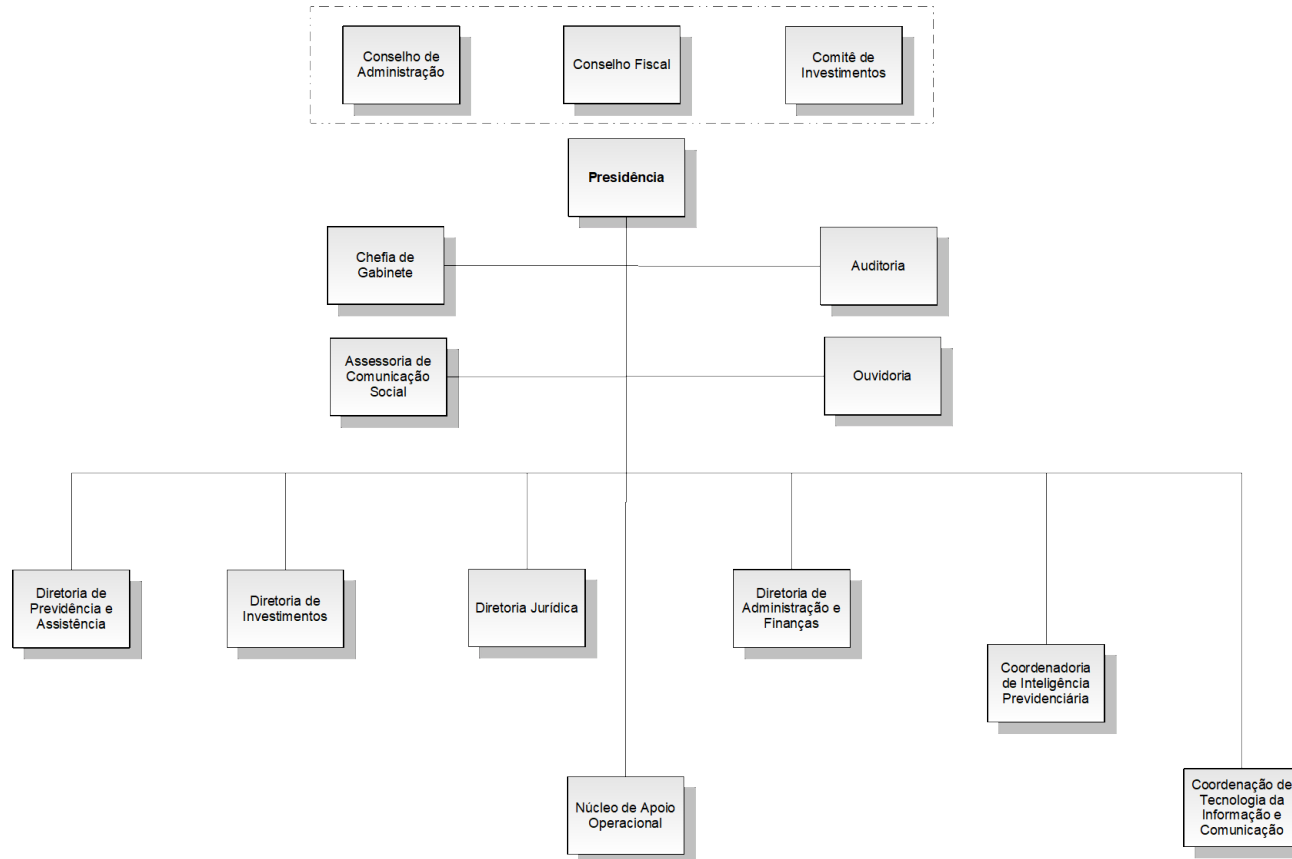 Conselho de
Administração
Conselho Fiscal
Comitê de
Investimentos
Presidência
Chefia de
Gabinete
Auditoria
Assessoria de
Comunicação
Social
Ouvidoria
Diretoria de
Previdência e
Assistência
Diretoria de
Investimentos
Diretoria Jurídica
Diretoria de
Administração e
Finanças
Coordenadoria
de Inteligência
Previdenciária
Núcleo de Apoio
Operacional
Coordenação de
Tecnologia da
Informação e
Comunicação